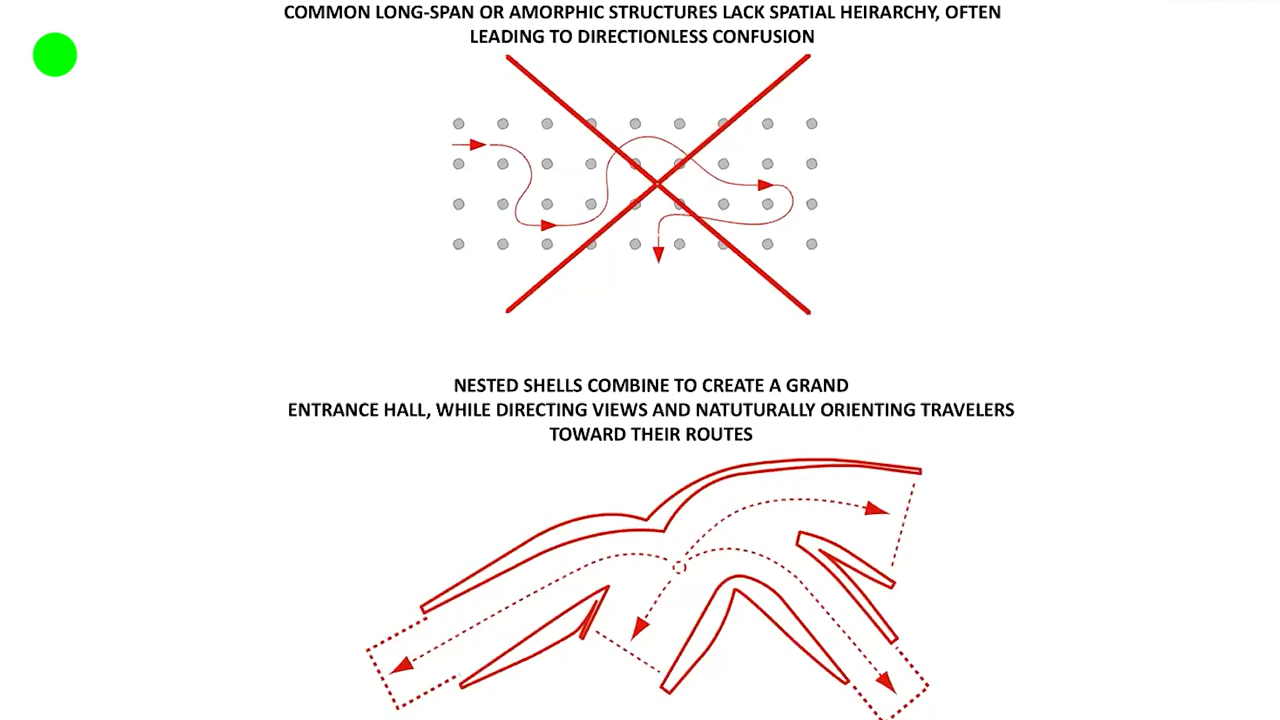 COMMON LONG-SPAN OR AMORPHIC STRUCTURES LACK SPATIAL HEIRARCHY, OFTEN
LEADING TO DIRECTIONLESS CONFUSION
NESTED SHELLS COMBINE TO CREATE A GRAND
ENTRANCE HALL, WHILE DIRECTING VIEWS AND NATUTURALLY ORIENTING TRAVELERS
TOWARD THEIR ROUTES